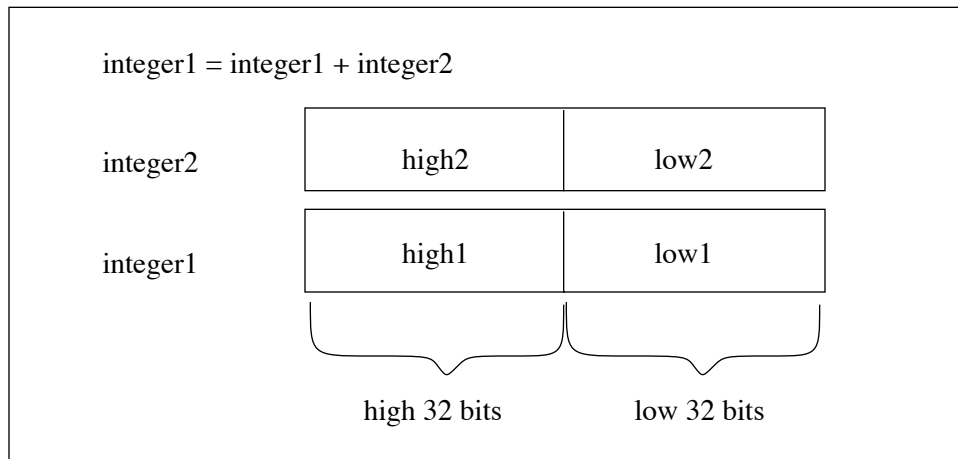 integer1 = integer1 + integer2
integer2 high2 low2
integer1 high1 low1
high 32 bits low 32 bits